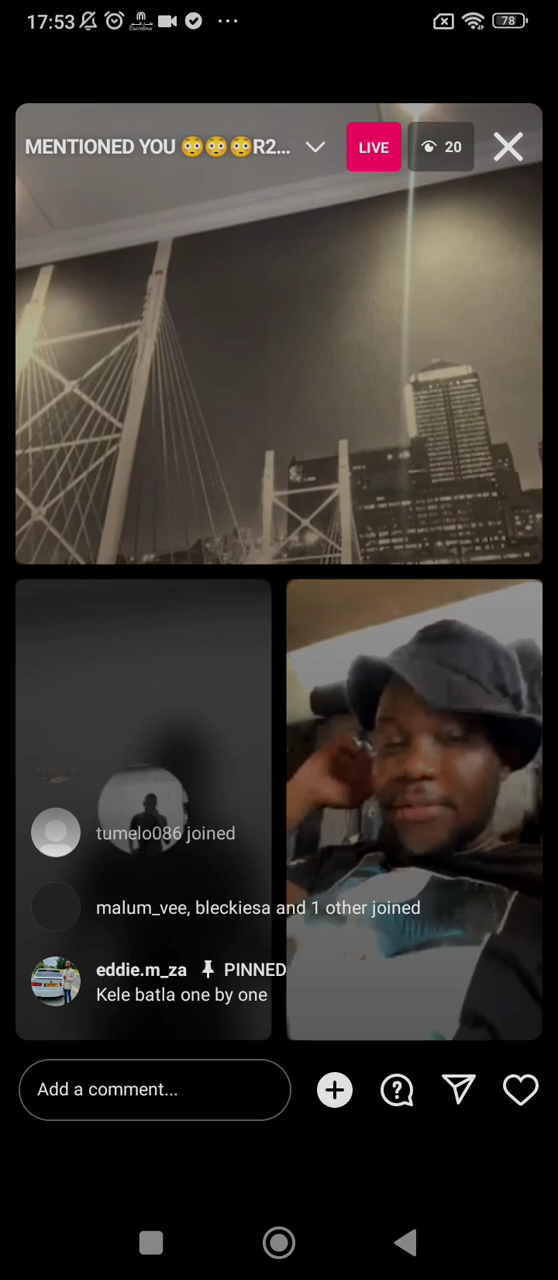 17:53
Carrefour
78
MENTIONED YOU 😳😳😳R2...
LIVE
20
tumelo086 joined
malum_vee, bleckiesa and 1 other joined
eddie.m_za PINNED
Kele batla one by one
Add a comment...